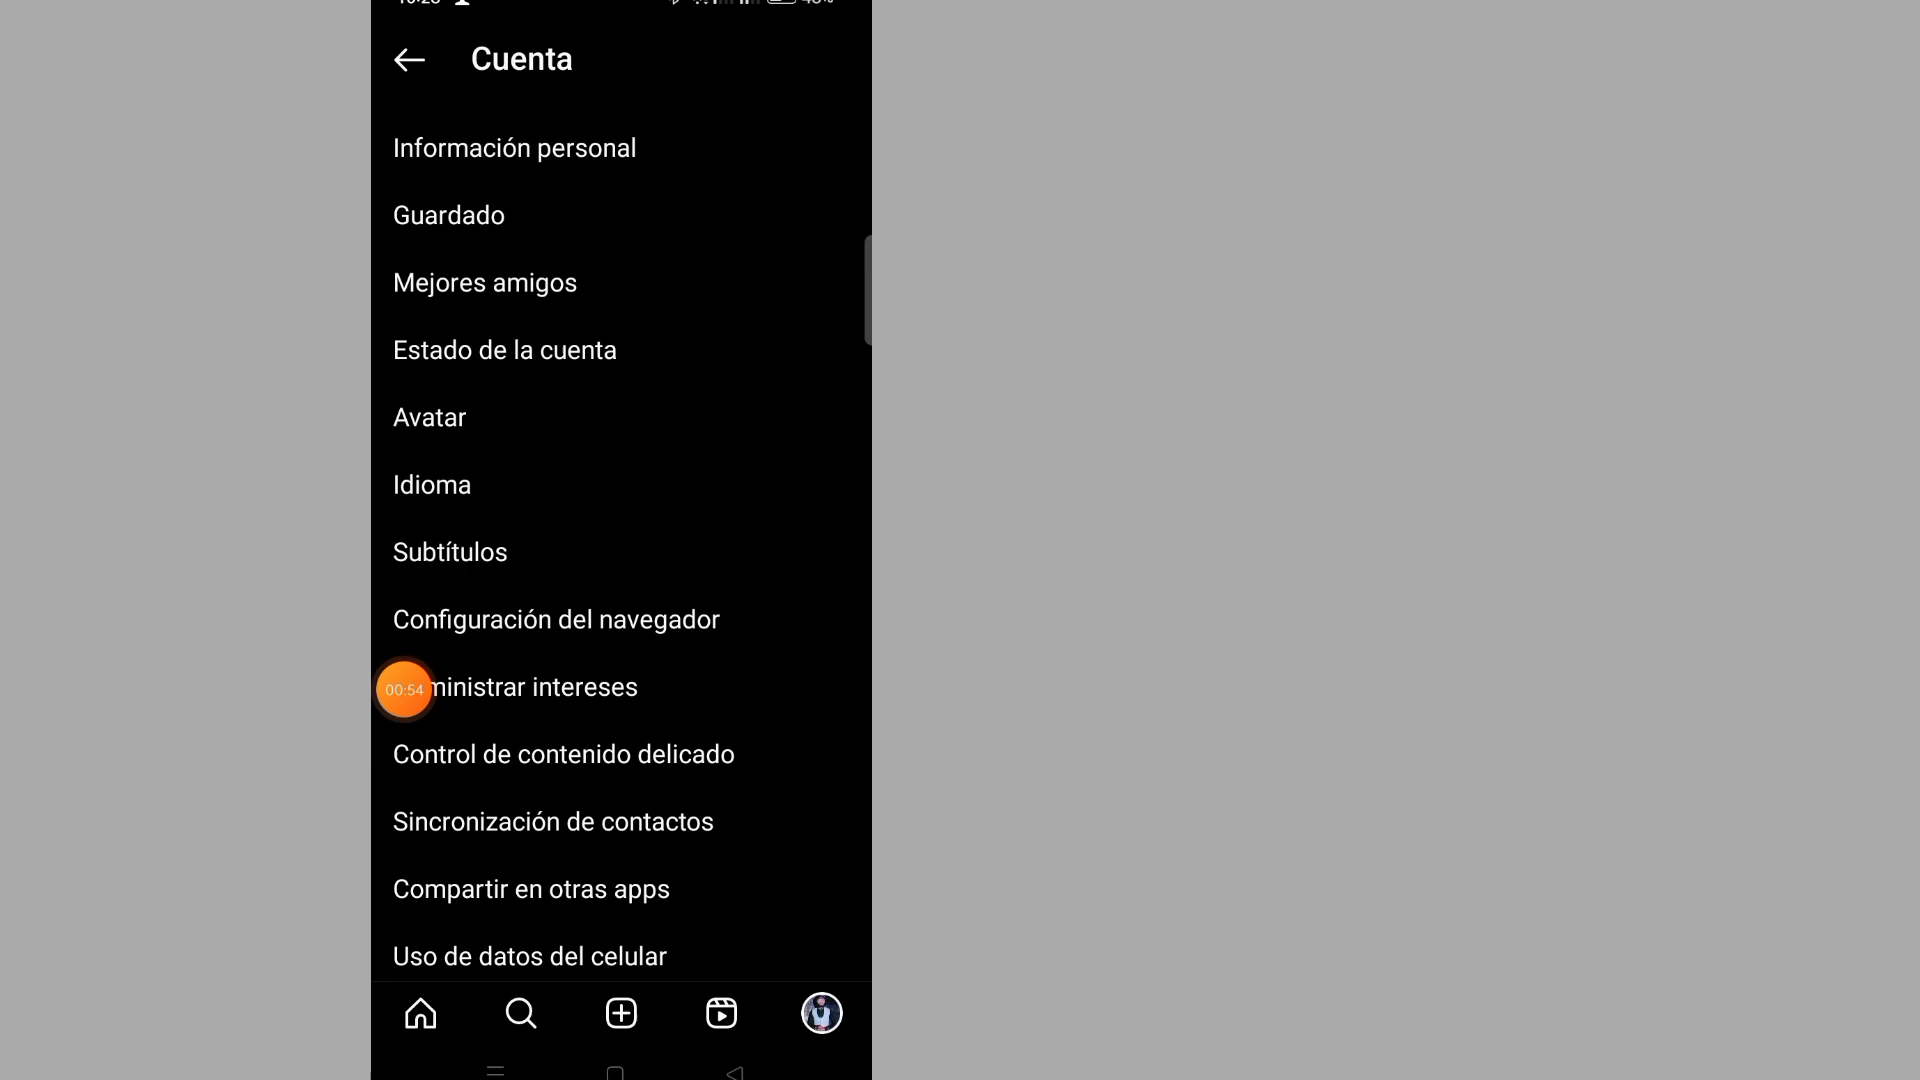 Cuenta
Información personal
Guardado
Mejores amigos
Estado de la cuenta
Avatar
Idioma
Subtítulos
Configuración del navegador
00:54 ministrar intereses
Control de contenido delicado
Sincronización de contactos
Compartir en otras apps
Uso de datos del celular